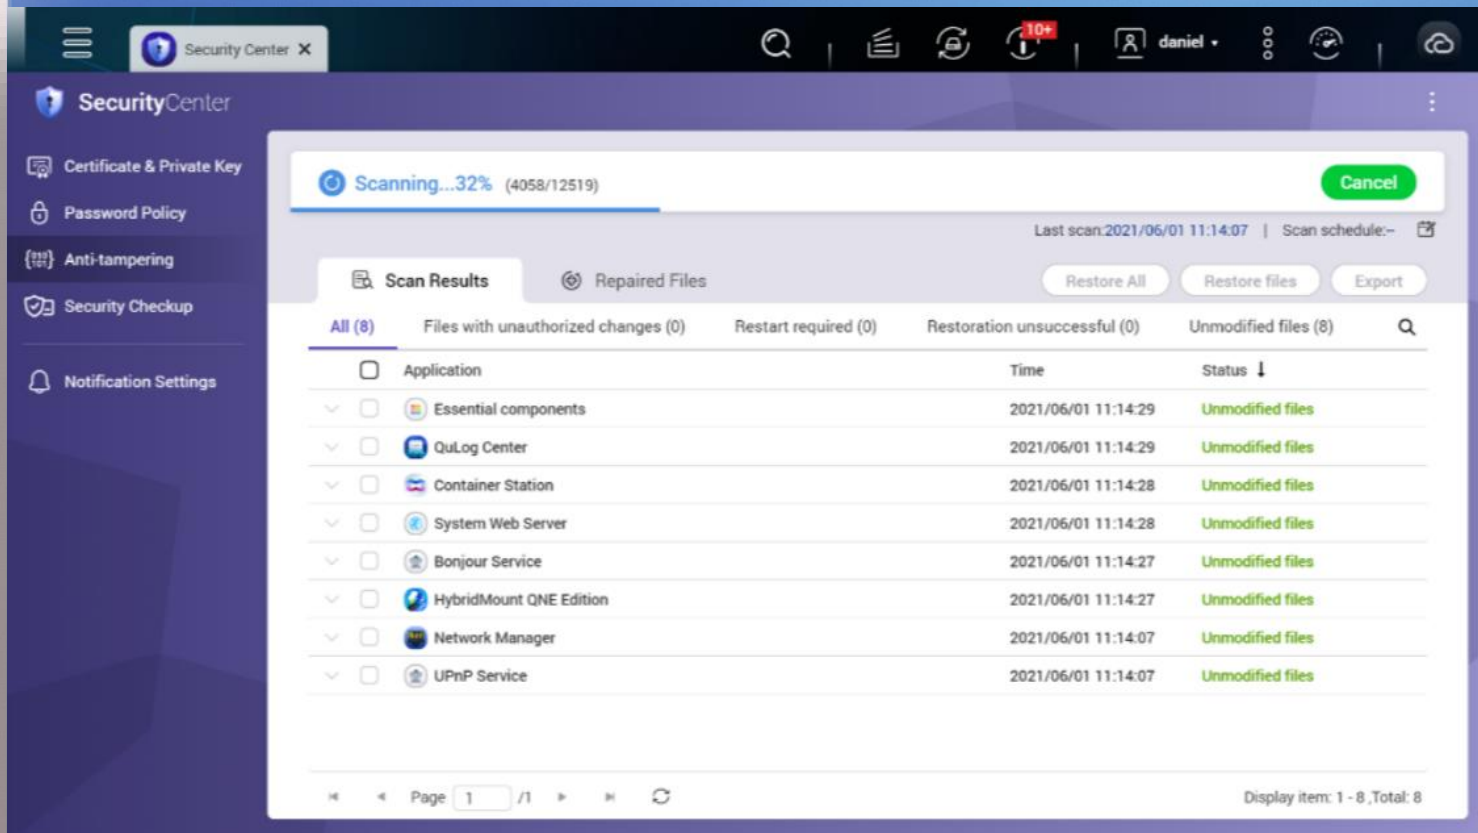 Security Center X
10+
daniel
SecurityCenter
Certificate & Private Key
Password Policy
Anti-tampering
Security Checkup
Notification Settings
Scanning...32% (4058/12519)
Cancel
Last scan:2021/06/01 11:14:07 | Scan schedule:--
Scan Results
Repaired Files
Restore All
Restore files
Export
All (8) Files with unauthorized changes (0) Restart required (0) Restoration unsuccessful (0) Unmodified files (8)
Application Time Status
Essential components 2021/06/01 11:14:29 Unmodified files
QuLog Center 2021/06/01 11:14:29 Unmodified files
Container Station 2021/06/01 11:14:28 Unmodified files
System Web Server 2021/06/01 11:14:28 Unmodified files
Bonjour Service 2021/06/01 11:14:27 Unmodified files
HybridMount QNE Edition 2021/06/01 11:14:27 Unmodified files
Network Manager 2021/06/01 11:14:07 Unmodified files
UPnP Service 2021/06/01 11:14:07 Unmodified files
Page 1 /1
Display item: 1 - 8 ,Total: 8